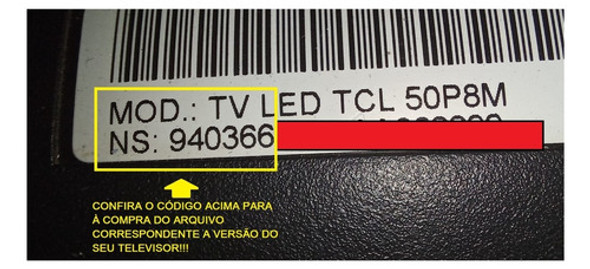 MOD.: TV LED TCL 50P8M
NS: 940366
CONFIRA O CÓDIGO ACIMA PARA
À COMPRA DO ARQUIVO
CORRESPONDENTE A VERSÃO DO
SEU TELEVISOR!!!